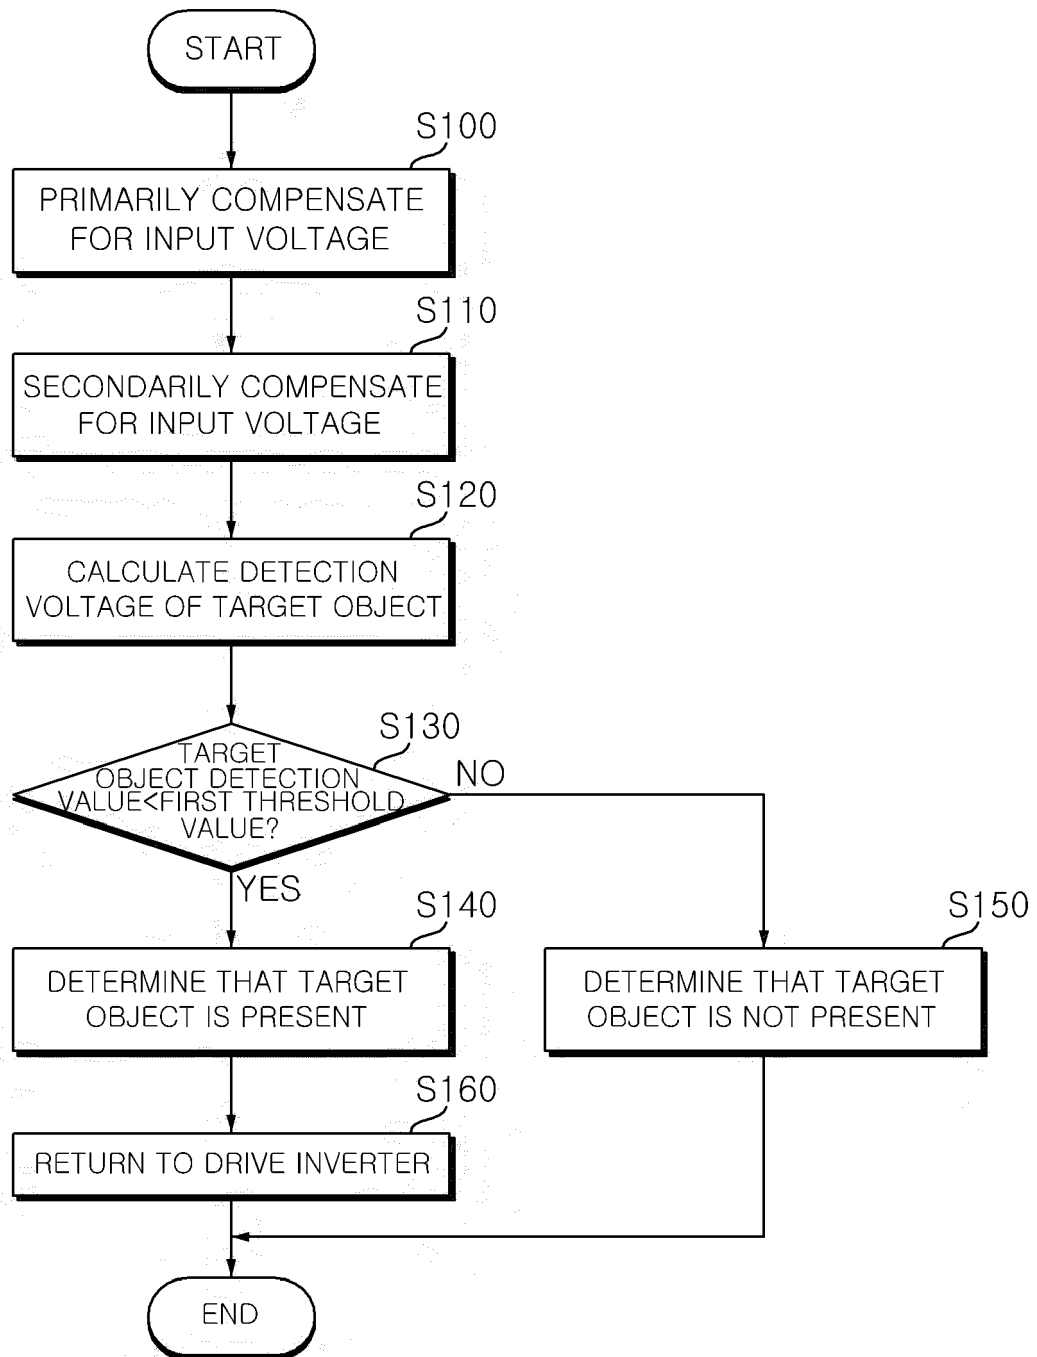 START
S100
PRIMARILY COMPENSATE
FOR INPUT VOLTAGE
S110
SECONDARILY COMPENSATE
FOR INPUT VOLTAGE
S120
CALCULATE DETECTION
VOLTAGE OF TARGET OBJECT
S130
TARGET
OBJECT DETECTION
VALUE<FIRST THRESHOLD
VALUE?
NO
YES
S140
DETERMINE THAT TARGET
OBJECT IS PRESENT
S150
DETERMINE THAT TARGET
OBJECT IS NOT PRESENT
S160
RETURN TO DRIVE INVERTER
END